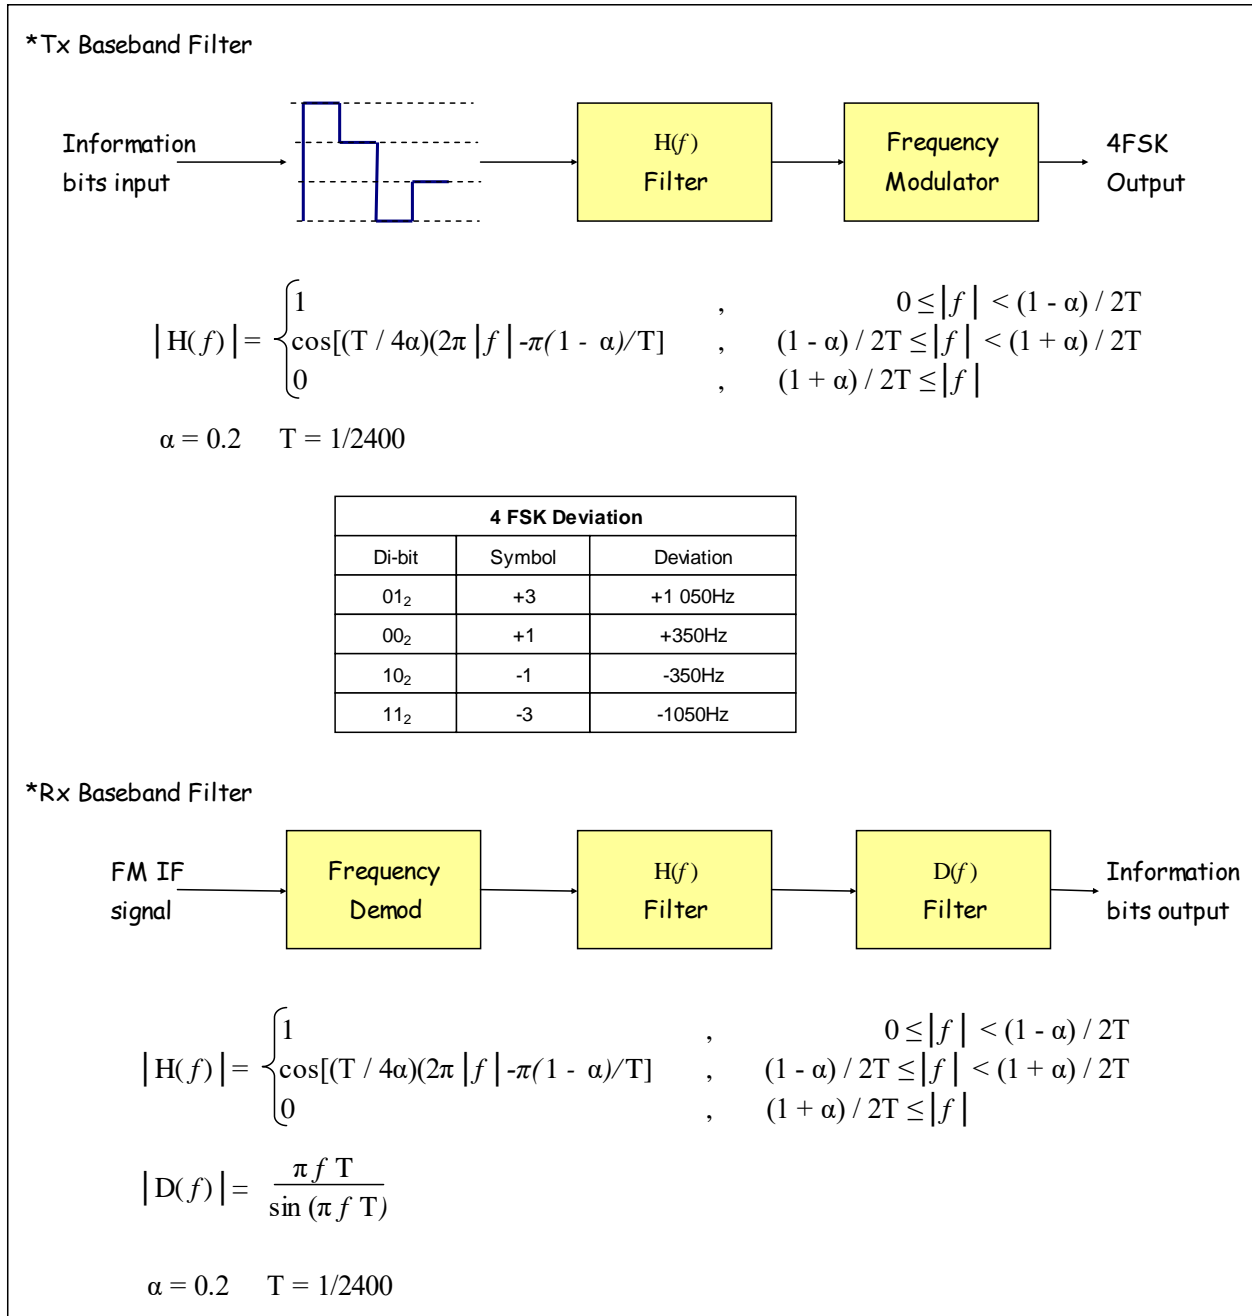 *Tx Baseband Filter
Information
bits input
H(f)
Filter
Frequency
Modulator
4FSK
Output
|H(f)| = { 1 , 0 ≤ |f| < (1 - α) / 2T
cos[(T / 4α)(2π |f| -π(1 - α)/T] , (1 - α) / 2T ≤ |f| < (1 + α) / 2T
0 , (1 + α) / 2T ≤ |f|
α = 0.2 T = 1/2400
4 FSK Deviation
Di-bit Symbol Deviation
01₂ +3 +1 050Hz
00₂ +1 +350Hz
10₂ -1 -350Hz
11₂ -3 -1050Hz
*Rx Baseband Filter
FM IF
signal
Frequency
Demod
H(f)
Filter
D(f)
Filter
Information
bits output
|H(f)| = { 1 , 0 ≤ |f| < (1 - α) / 2T
cos[(T / 4α)(2π |f| -π(1 - α)/T] , (1 - α) / 2T ≤ |f| < (1 + α) / 2T
0 , (1 + α) / 2T ≤ |f|
|D(f)| = π f T
sin (π f T)
α = 0.2 T = 1/2400